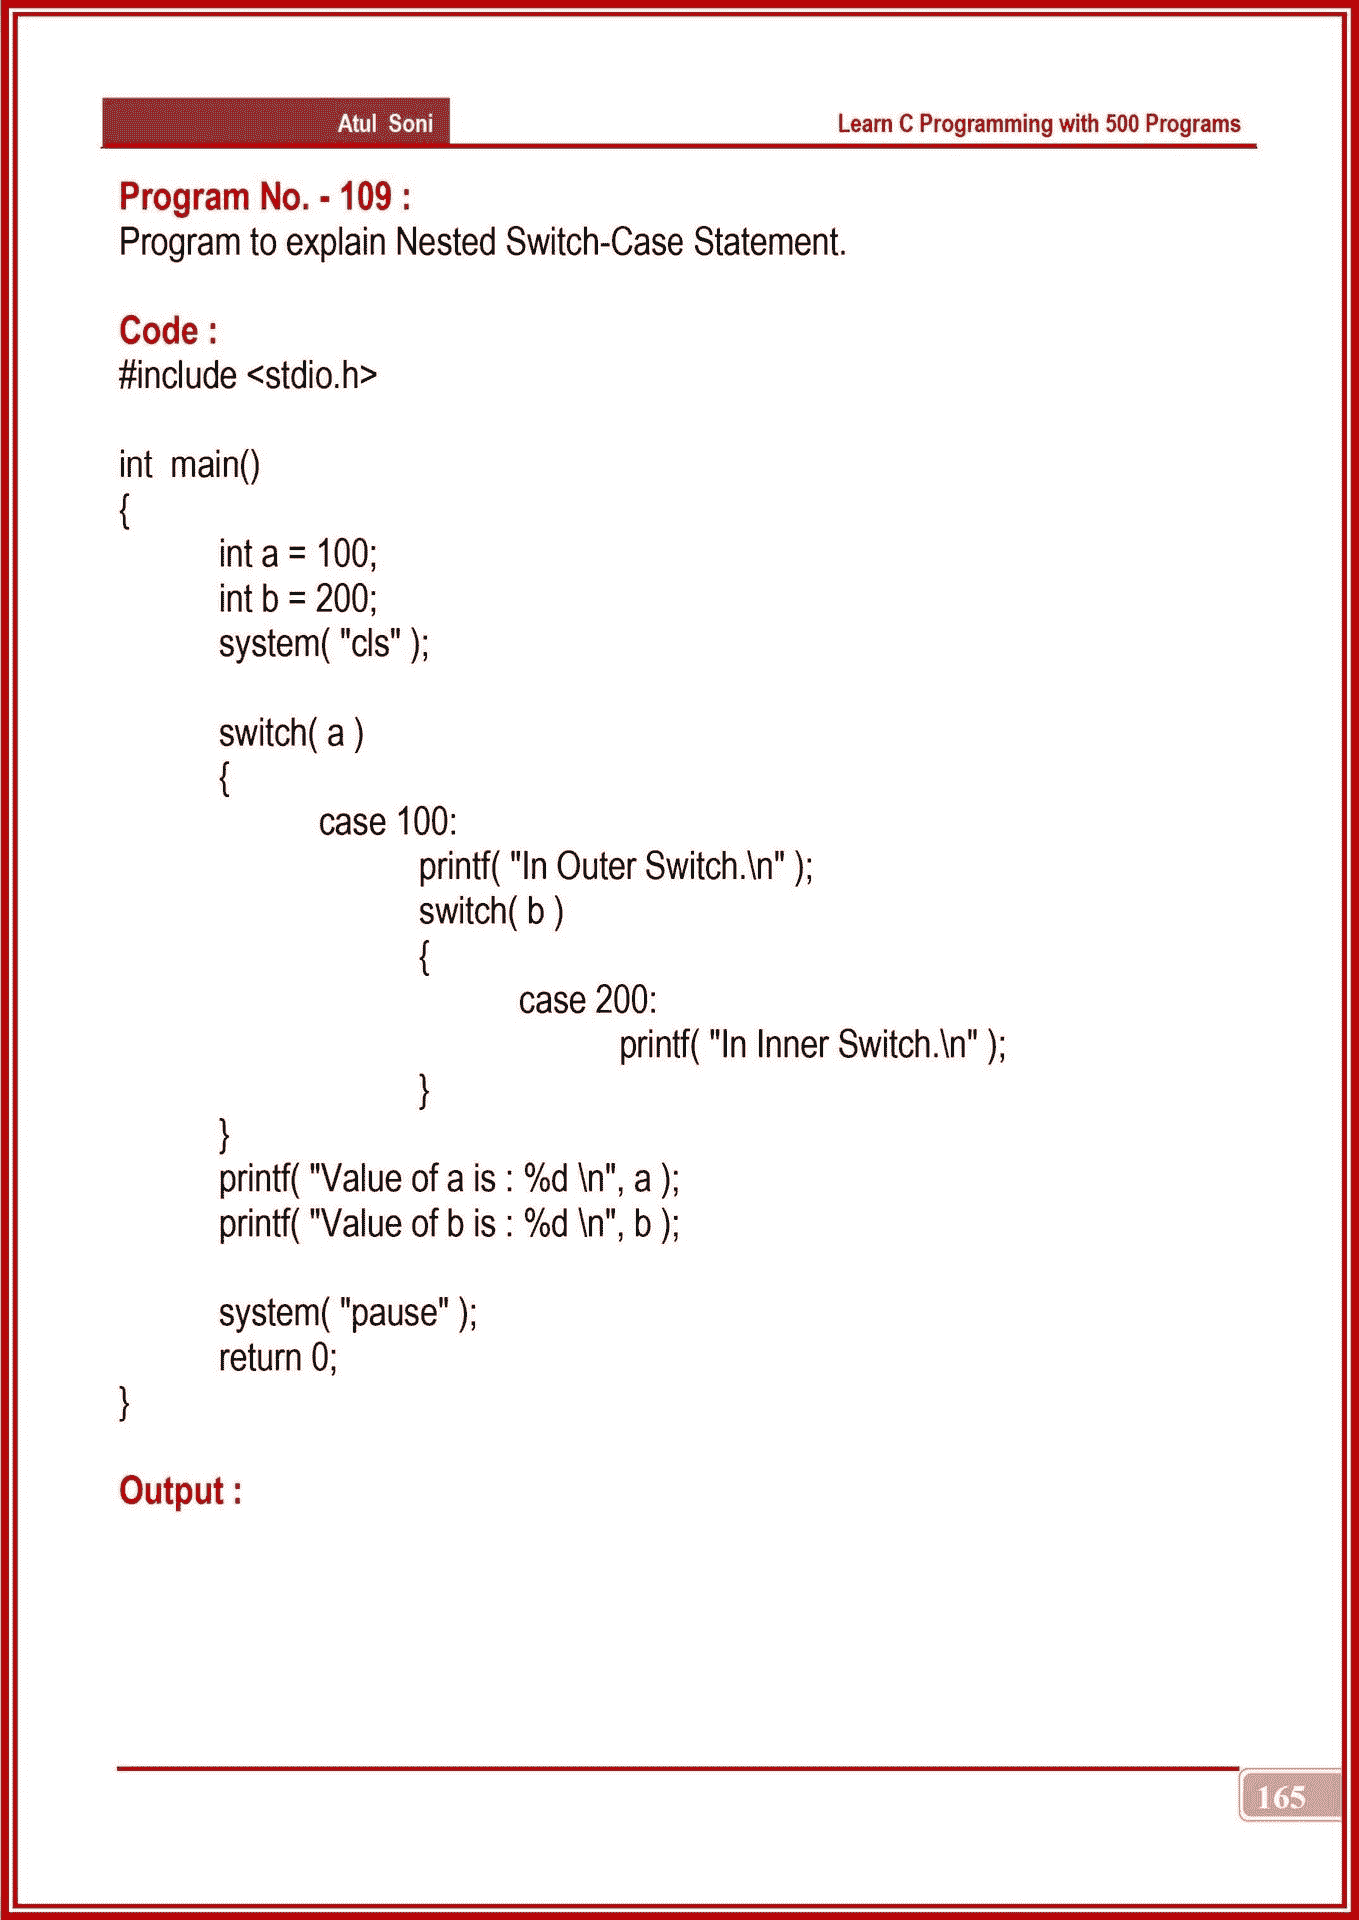 Atul  Soni
Learn C Programming with 500 Programs
Program No. - 109 :
Program to explain Nested Switch-Case Statement.
Code :
#include <stdio.h>
int  main()
{
int a = 100;
int b = 200;
system( "cls" );
switch( a )
{
case 100:
printf( "In Outer Switch.\n" );
switch( b )
{
case 200:
printf( "In Inner Switch.\n" );
}
}
printf( "Value of a is : %d \n", a );
printf( "Value of b is : %d \n", b );
system( "pause" );
return 0;
}
Output :
165